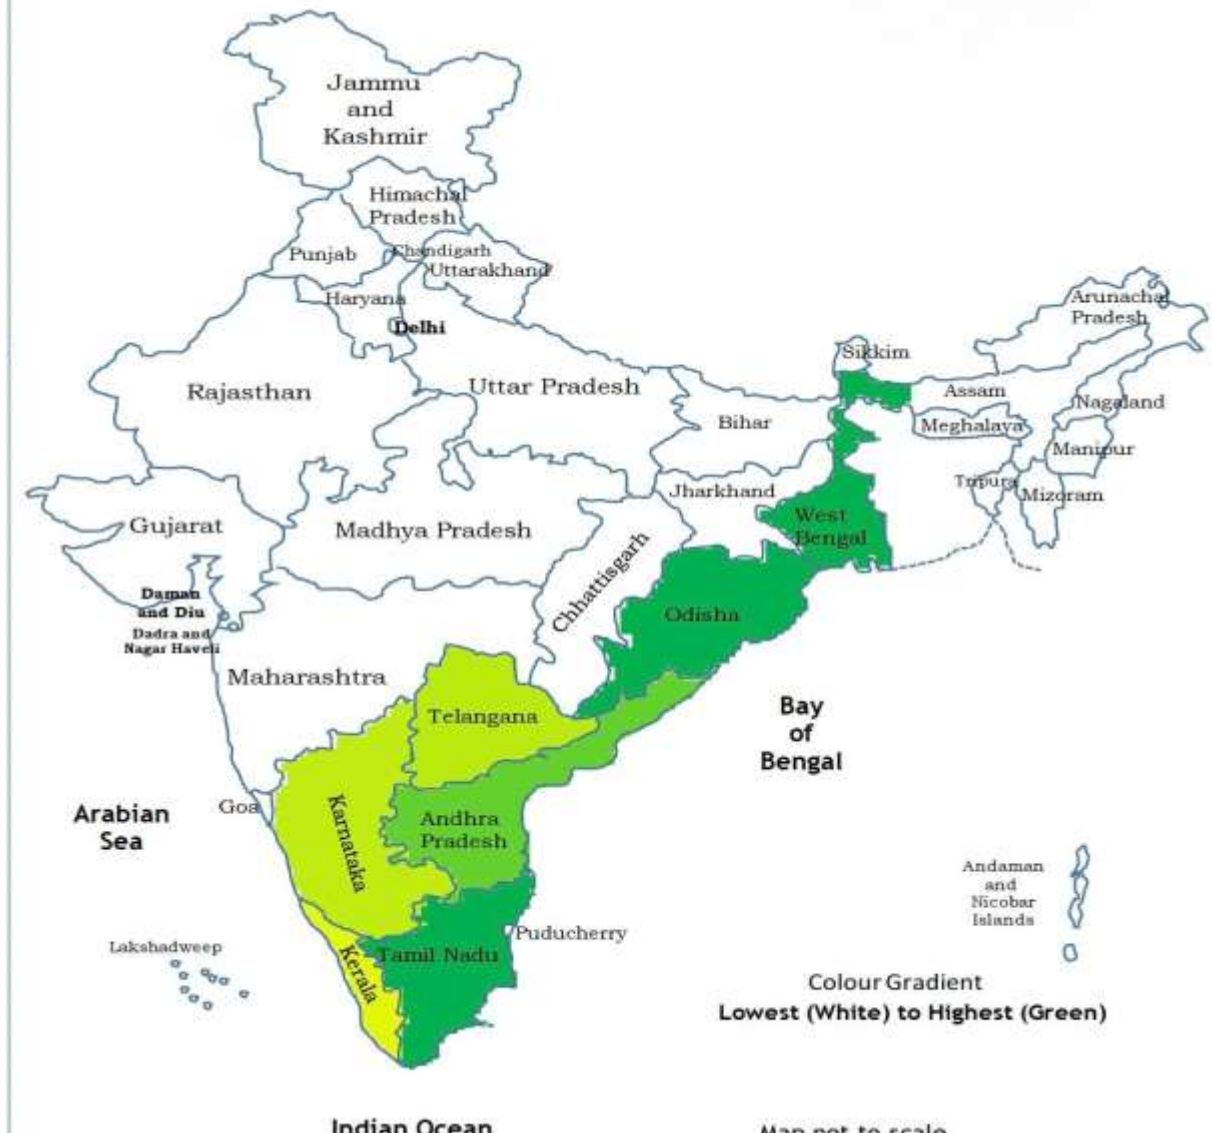 Jammu
and
Kashmir
Himachal
Pradesh
Punjab
Chandigarh
Uttarakhand
Haryana
Delhi
Arunachal
Pradesh
Sikkim
Rajasthan
Uttar Pradesh
Assam
Nagaland
Bihar
Meghalaya
Manipur
Jharkhand
Tripura
Mizoram
Gujarat
Madhya Pradesh
West
Bengal
Chhattisgarh
Daman
and Diu
Dadra and
Nagar Haveli
Odisha
Maharashtra
Telangana
Bay
of
Bengal
Goa
Arabian
Sea
Karnataka
Andhra
Pradesh
Andaman
and
Nicobar
Islands
Puducherry
Lakshadweep
Kerala
Tamil Nadu
Colour Gradient
Lowest (White) to Highest (Green)
Indian Ocean
Map not to scale